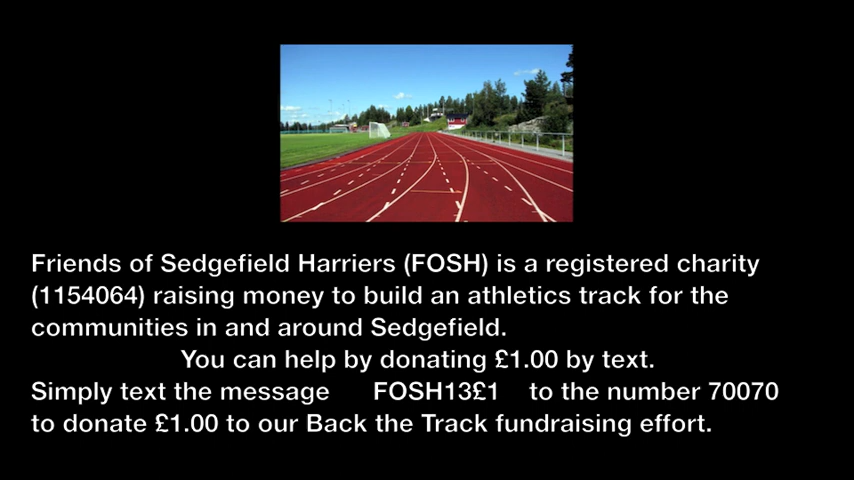 Friends of Sedgefield Harriers (FOSH) is a registered charity
(1154064) raising money to build an athletics track for the
communities in and around Sedgefield.
You can help by donating £1.00 by text.
Simply text the message FOSH13£1 to the number 70070
to donate £1.00 to our Back the Track fundraising effort.